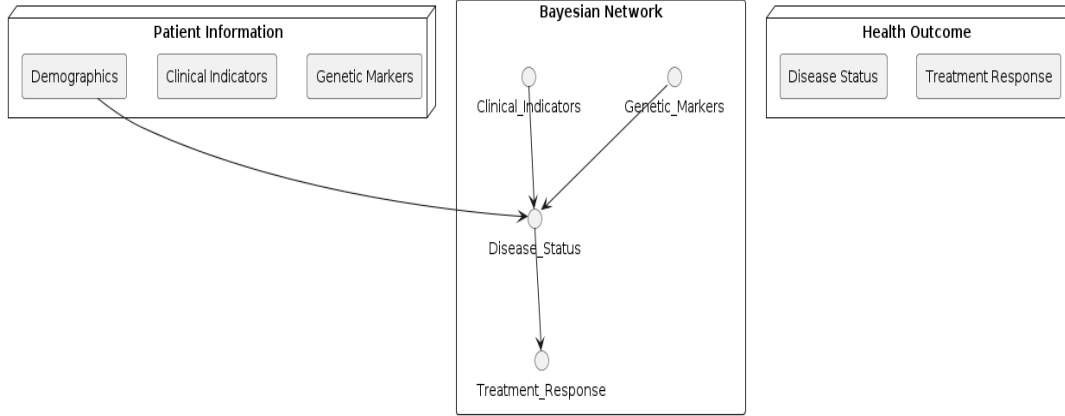 Patient Information
Demographics
Clinical Indicators
Genetic Markers
Bayesian Network
Clinical_Indicators
Genetic_Markers
Disease_Status
Treatment_Response
Health Outcome
Disease Status
Treatment Response